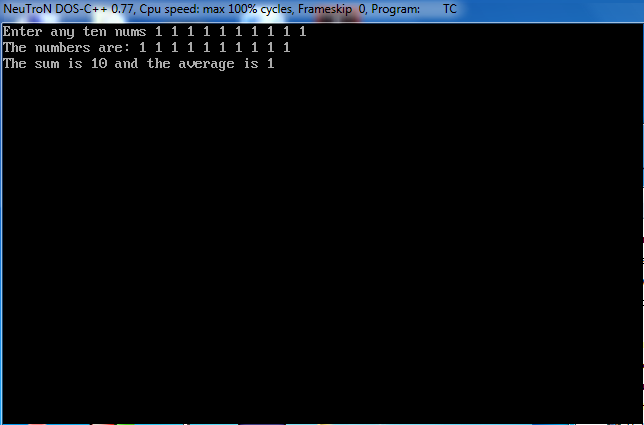 NeuTroN DOS-C++ 0.77, Cpu speed: max 100% cycles, Frameskip 0, Program: TC
Enter any ten nums 1 1 1 1 1 1 1 1 1 1
The numbers are: 1 1 1 1 1 1 1 1 1 1
The sum is 10 and the average is 1